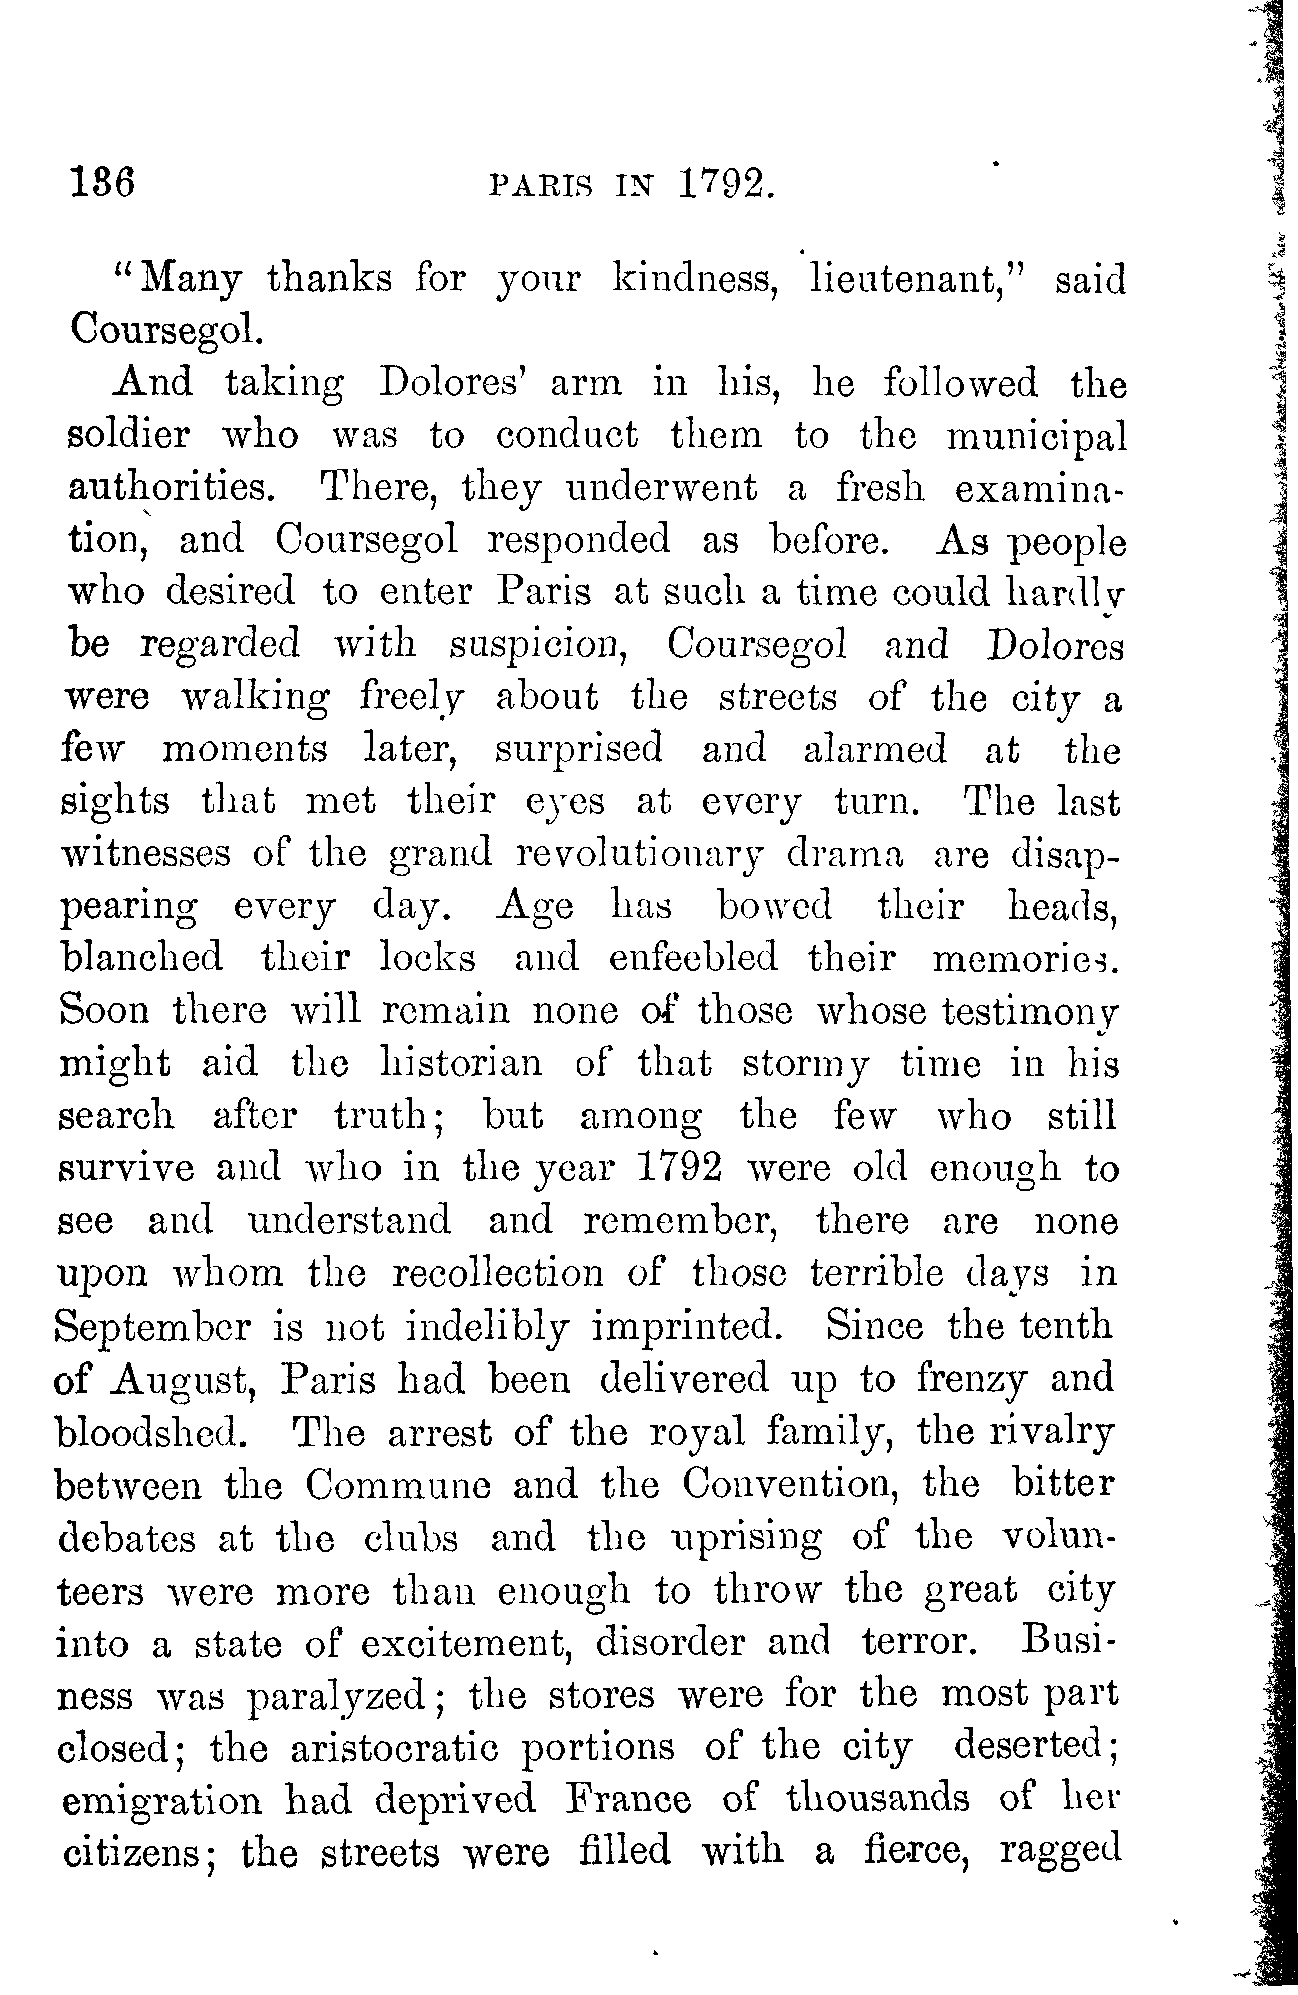 186 PARIS IN 1792.
"Many thanks for your kindness, lieutenant," said
Coursegol.
And taking Dolores' arm in his, he followed the
soldier who was to conduct them to the municipal
authorities. There, they underwent a fresh examina-
tion, and Coursegol responded as before. As people
who desired to enter Paris at such a time could hardly
be regarded with suspicion, Coursegol and Dolores
were walking freely about the streets of the city a
few moments later, surprised and alarmed at the
sights that met their eyes at every turn. The last
witnesses of the grand revolutionary drama are disap-
pearing every day. Age has bowed their heads,
blanched their locks and enfeebled their memories.
Soon there will remain none of those whose testimony
might aid the historian of that stormy time in his
search after truth; but among the few who still
survive and who in the year 1792 were old enough to
see and understand and remember, there are none
upon whom the recollection of those terrible days in
September is not indelibly imprinted. Since the tenth
of August, Paris had been delivered up to frenzy and
bloodshed. The arrest of the royal family, the rivalry
between the Commune and the Convention, the bitter
debates at the clubs and the uprising of the volun-
teers were more than enough to throw the great city
into a state of excitement, disorder and terror. Busi-
ness was paralyzed; the stores were for the most part
closed; the aristocratic portions of the city deserted;
emigration had deprived France of thousands of her
citizens; the streets were filled with a fierce, ragged